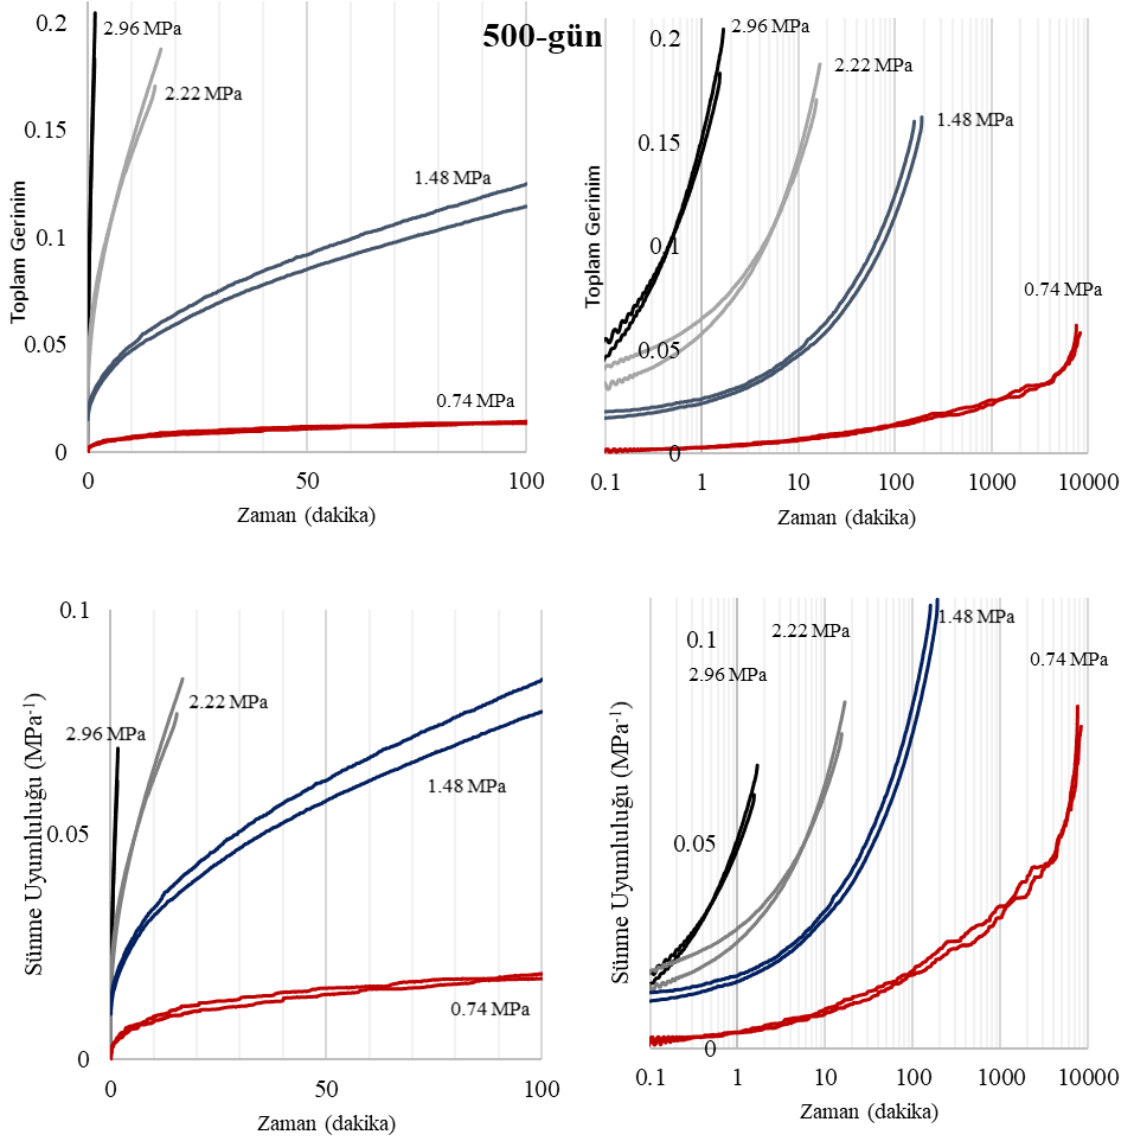 500-gün
0.2
0.15
0.1
0.05
0
Toplam Gerinim
2.96 MPa
2.22 MPa
1.48 MPa
0.74 MPa
0
50
100
Zaman (dakika)
0.2
0.15
0.1
0.05
0
Toplam Gerinim
2.96 MPa
2.22 MPa
1.48 MPa
0.74 MPa
0.1
1
10
100
1000
10000
Zaman (dakika)
0.1
0.05
0
Sünme Uyumluluğu (MPa⁻¹)
2.96 MPa
2.22 MPa
1.48 MPa
0.74 MPa
0
50
100
Zaman (dakika)
0.1
0.05
0
Sünme Uyumluluğu (MPa⁻¹)
2.96 MPa
2.22 MPa
1.48 MPa
0.74 MPa
0.1
1
10
100
1000
10000
Zaman (dakika)